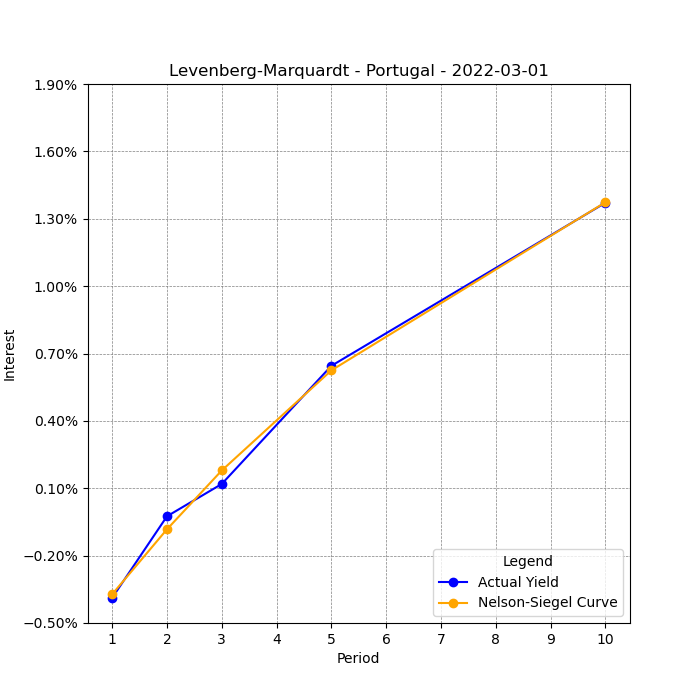 Levenberg-Marquardt - Portugal - 2022-03-01
1.90%
1.60%
1.30%
1.00%
0.70%
0.40%
0.10%
−0.20%
−0.50%
Interest
1 2 3 4 5 6 7 8 9 10
Period
Legend
Actual Yield
Nelson-Siegel Curve